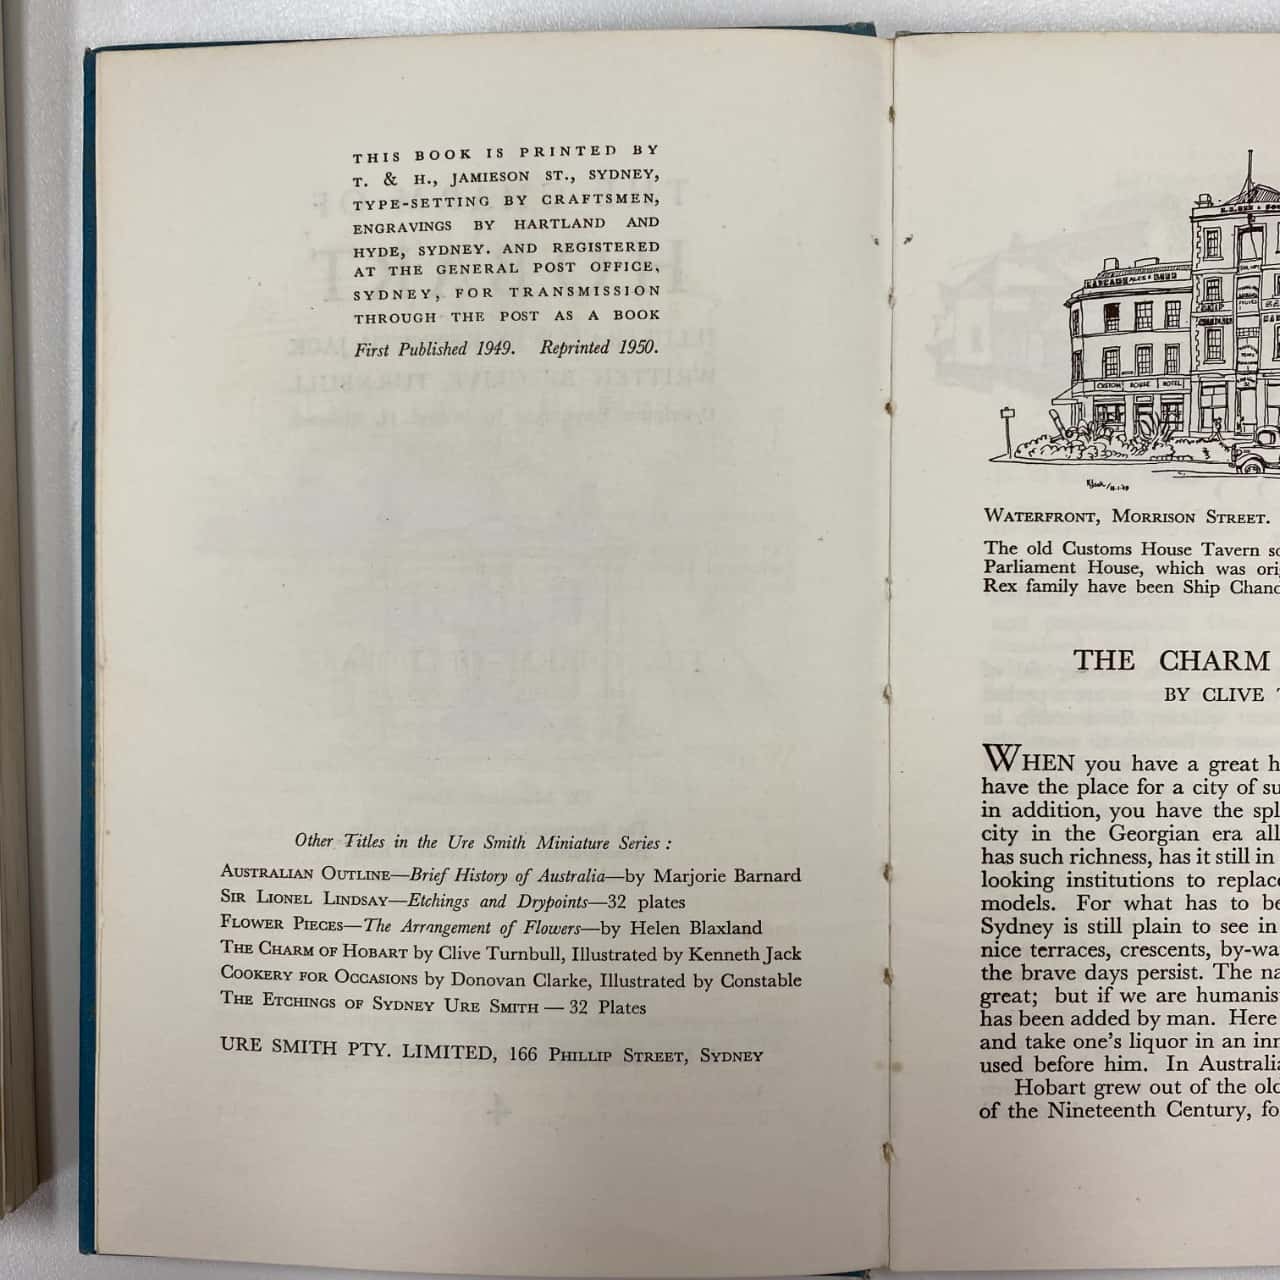 THIS BOOK IS PRINTED BY
T. & H., JAMIESON ST., SYDNEY,
TYPE-SETTING BY CRAFTSMEN,
ENGRAVINGS BY HARTLAND AND
HYDE, SYDNEY. AND REGISTERED
AT THE GENERAL POST OFFICE,
SYDNEY, FOR TRANSMISSION
THROUGH THE POST AS A BOOK
First Published 1949. Reprinted 1950.
Other Titles in the Ure Smith Miniature Series :
AUSTRALIAN OUTLINE—Brief History of Australia—by Marjorie Barnard
SIR LIONEL LINDSAY—Etchings and Drypoints—32 plates
FLOWER PIECES—The Arrangement of Flowers—by Helen Blaxland
THE CHARM OF HOBART by Clive Turnbull, Illustrated by Kenneth Jack
COOKERY FOR OCCASIONS by Donovan Clarke, Illustrated by Constable
THE ETCHINGS OF SYDNEY URE SMITH — 32 Plates
URE SMITH PTY. LIMITED, 166 PHILLIP STREET, SYDNEY
CUSTOM HOUSE HOTEL
WATERFRONT, MORRISON STREET.
The old Customs House Tavern
Parliament House, which was
Rex family have been Ship
THE CHARM
BY CLIVE
WHEN you have a great
have the place for a city of
in addition, you have the
city in the Georgian era
has such richness, has it still in
looking institutions to
models. For what has to
Sydney is still plain to see in
nice terraces, crescents,
the brave days persist. The
great; but if we are
has been added by man. Here
and take one's liquor in an
used before him. In
Hobart grew out of the
of the Nineteenth Century,